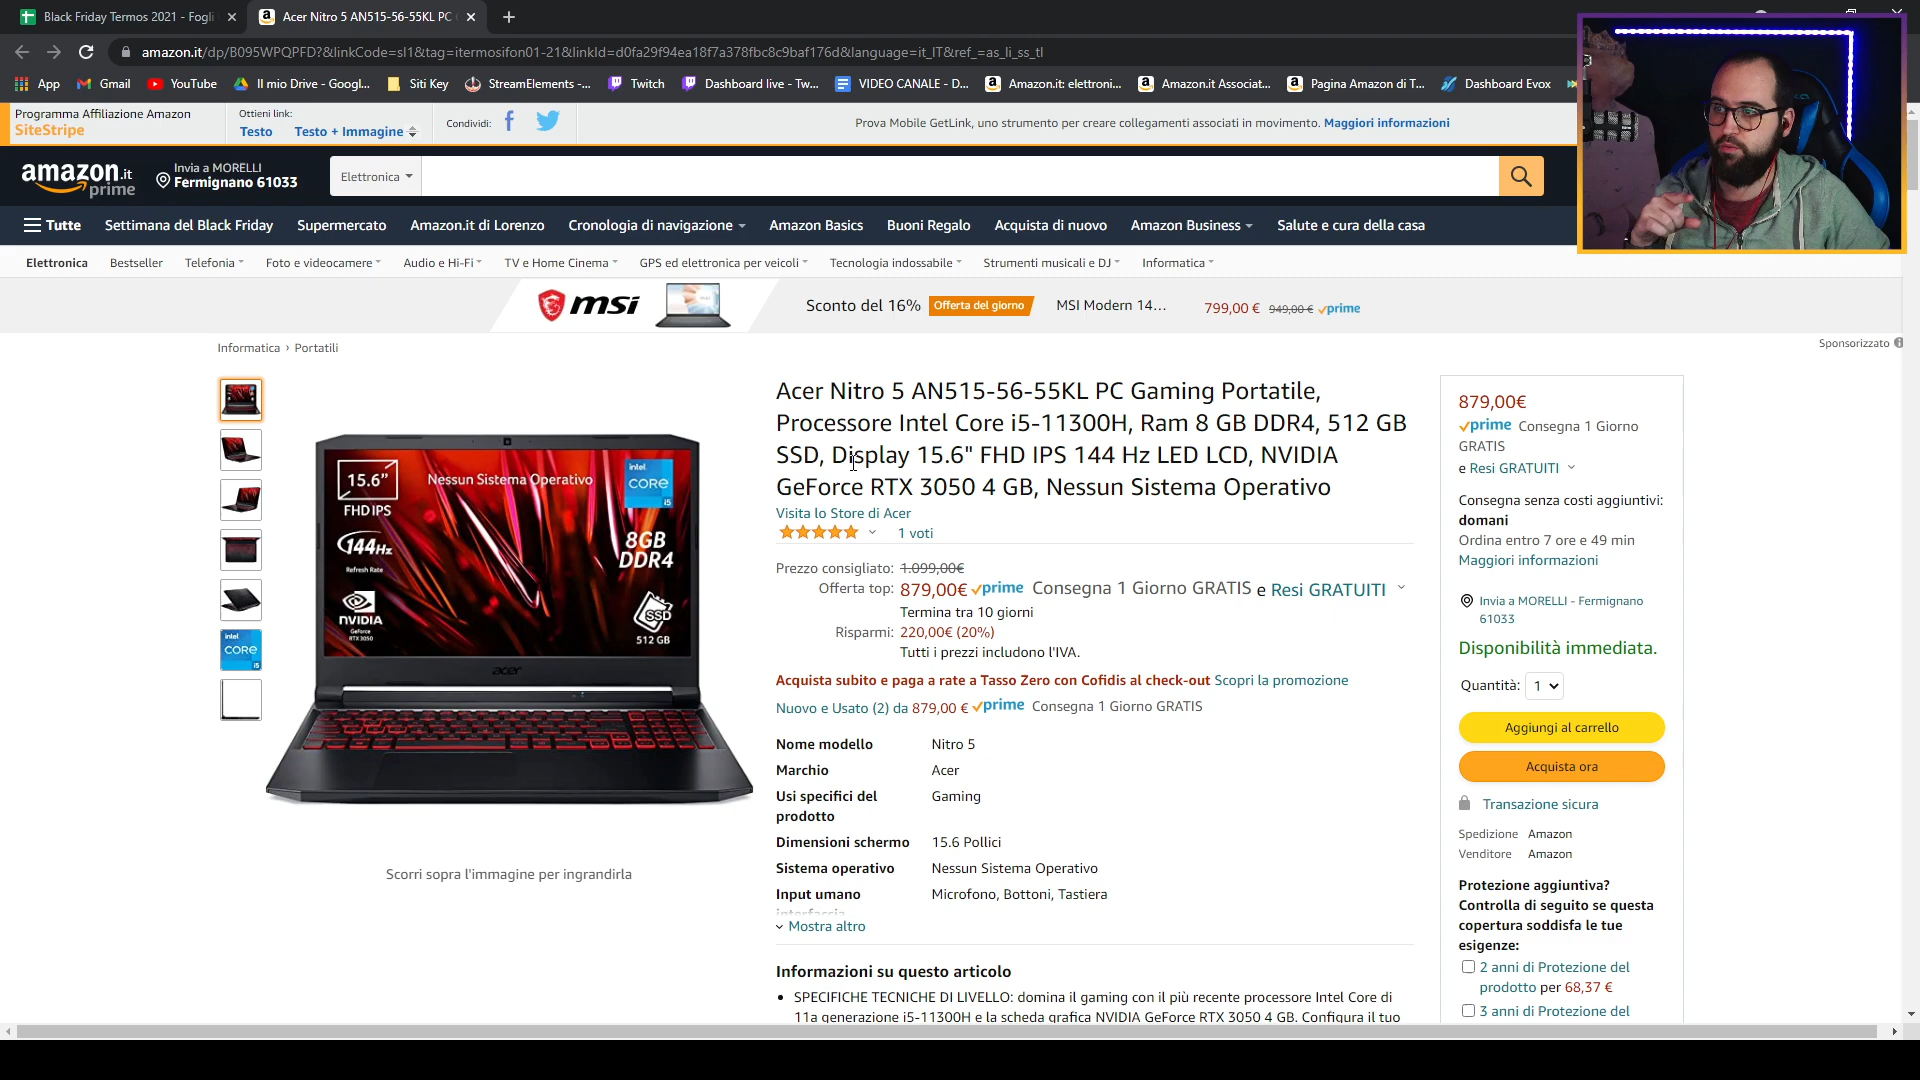 Black Friday Termos 2021 - Fogli
Acer Nitro 5 AN515-56-55KL PC
amazon.it/dp/B095WPQPFD?&linkCode=sl1&tag=itermosifon01-21&linkId=d0fa29f94ea18f7a378fbc8c9baf176d&language=it_IT&ref_=as_li_ss_tl
App
Gmail
YouTube
Il mio Drive - Googl...
Siti Key
StreamElements -...
Twitch
Dashboard live - Tw...
VIDEO CANALE - D...
Amazon.it: elettroni...
Amazon.it Associat...
Pagina Amazon di T...
Dashboard Evox
Programma Affiliazione Amazon
SiteStripe
Ottieni link:
Testo
Testo + Immagine
Condividi:
Prova Mobile GetLink, uno strumento per creare collegamenti associati in movimento. Maggiori informazioni
amazon.it
prime
Invia a MORELLI
Fermignano 61033
Elettronica
Tutte
Settimana del Black Friday
Supermercato
Amazon.it di Lorenzo
Cronologia di navigazione
Amazon Basics
Buoni Regalo
Acquista di nuovo
Amazon Business
Salute e cura della casa
Elettronica
Bestseller
Telefonia
Foto e videocamere
Audio e Hi-Fi
TV e Home Cinema
GPS ed elettronica per veicoli
Tecnologia indossabile
Strumenti musicali e DJ
Informatica
msi
Sconto del 16%
Offerta del giorno
MSI Modern 14...
799,00 €
949,00 €
prime
Sponsorizzato
Informatica › Portatili
Acer Nitro 5 AN515-56-55KL PC Gaming Portatile,
Processore Intel Core i5-11300H, Ram 8 GB DDR4, 512 GB
SSD, Display 15.6" FHD IPS 144 Hz LED LCD, NVIDIA
GeForce RTX 3050 4 GB, Nessun Sistema Operativo
Visita lo Store di Acer
1 voti
Prezzo consigliato: 1.099,00€
Offerta top: 879,00€ prime Consegna 1 Giorno GRATIS e Resi GRATUITI
Termina tra 10 giorni
Risparmi: 220,00€ (20%)
Tutti i prezzi includono l'IVA.
Acquista subito e paga a rate a Tasso Zero con Cofidis al check-out Scopri la promozione
Nuovo e Usato (2) da 879,00 € prime Consegna 1 Giorno GRATIS
Nome modello Nitro 5
Marchio Acer
Usi specifici del Gaming
prodotto
Dimensioni schermo 15.6 Pollici
Sistema operativo Nessun Sistema Operativo
Input umano Microfono, Bottoni, Tastiera
interfaccia
Mostra altro
Informazioni su questo articolo
• SPECIFICHE TECNICHE DI LIVELLO: domina il gaming con il più recente processore Intel Core di
11a generazione i5-11300H e la scheda grafica NVIDIA GeForce RTX 3050 4 GB. Configura il tuo
15.6"
FHD IPS
Nessun Sistema Operativo
intel
CORE
i5
144Hz
Refresh Rate
8GB
DDR4
NVIDIA
GeForce
RTX 3050
SSD
512 GB
acer
intel
CORE
i5
Scorri sopra l'immagine per ingrandirla
879,00€
prime Consegna 1 Giorno
GRATIS
e Resi GRATUITI
Consegna senza costi aggiuntivi:
domani
Ordina entro 7 ore e 49 min
Maggiori informazioni
Invia a MORELLI - Fermignano
61033
Disponibilità immediata.
Quantità: 1
Aggiungi al carrello
Acquista ora
Transazione sicura
Spedizione Amazon
Venditore Amazon
Protezione aggiuntiva?
Controlla di seguito se questa
copertura soddisfa le tue
esigenze:
2 anni di Protezione del
prodotto per 68,37 €
3 anni di Protezione del